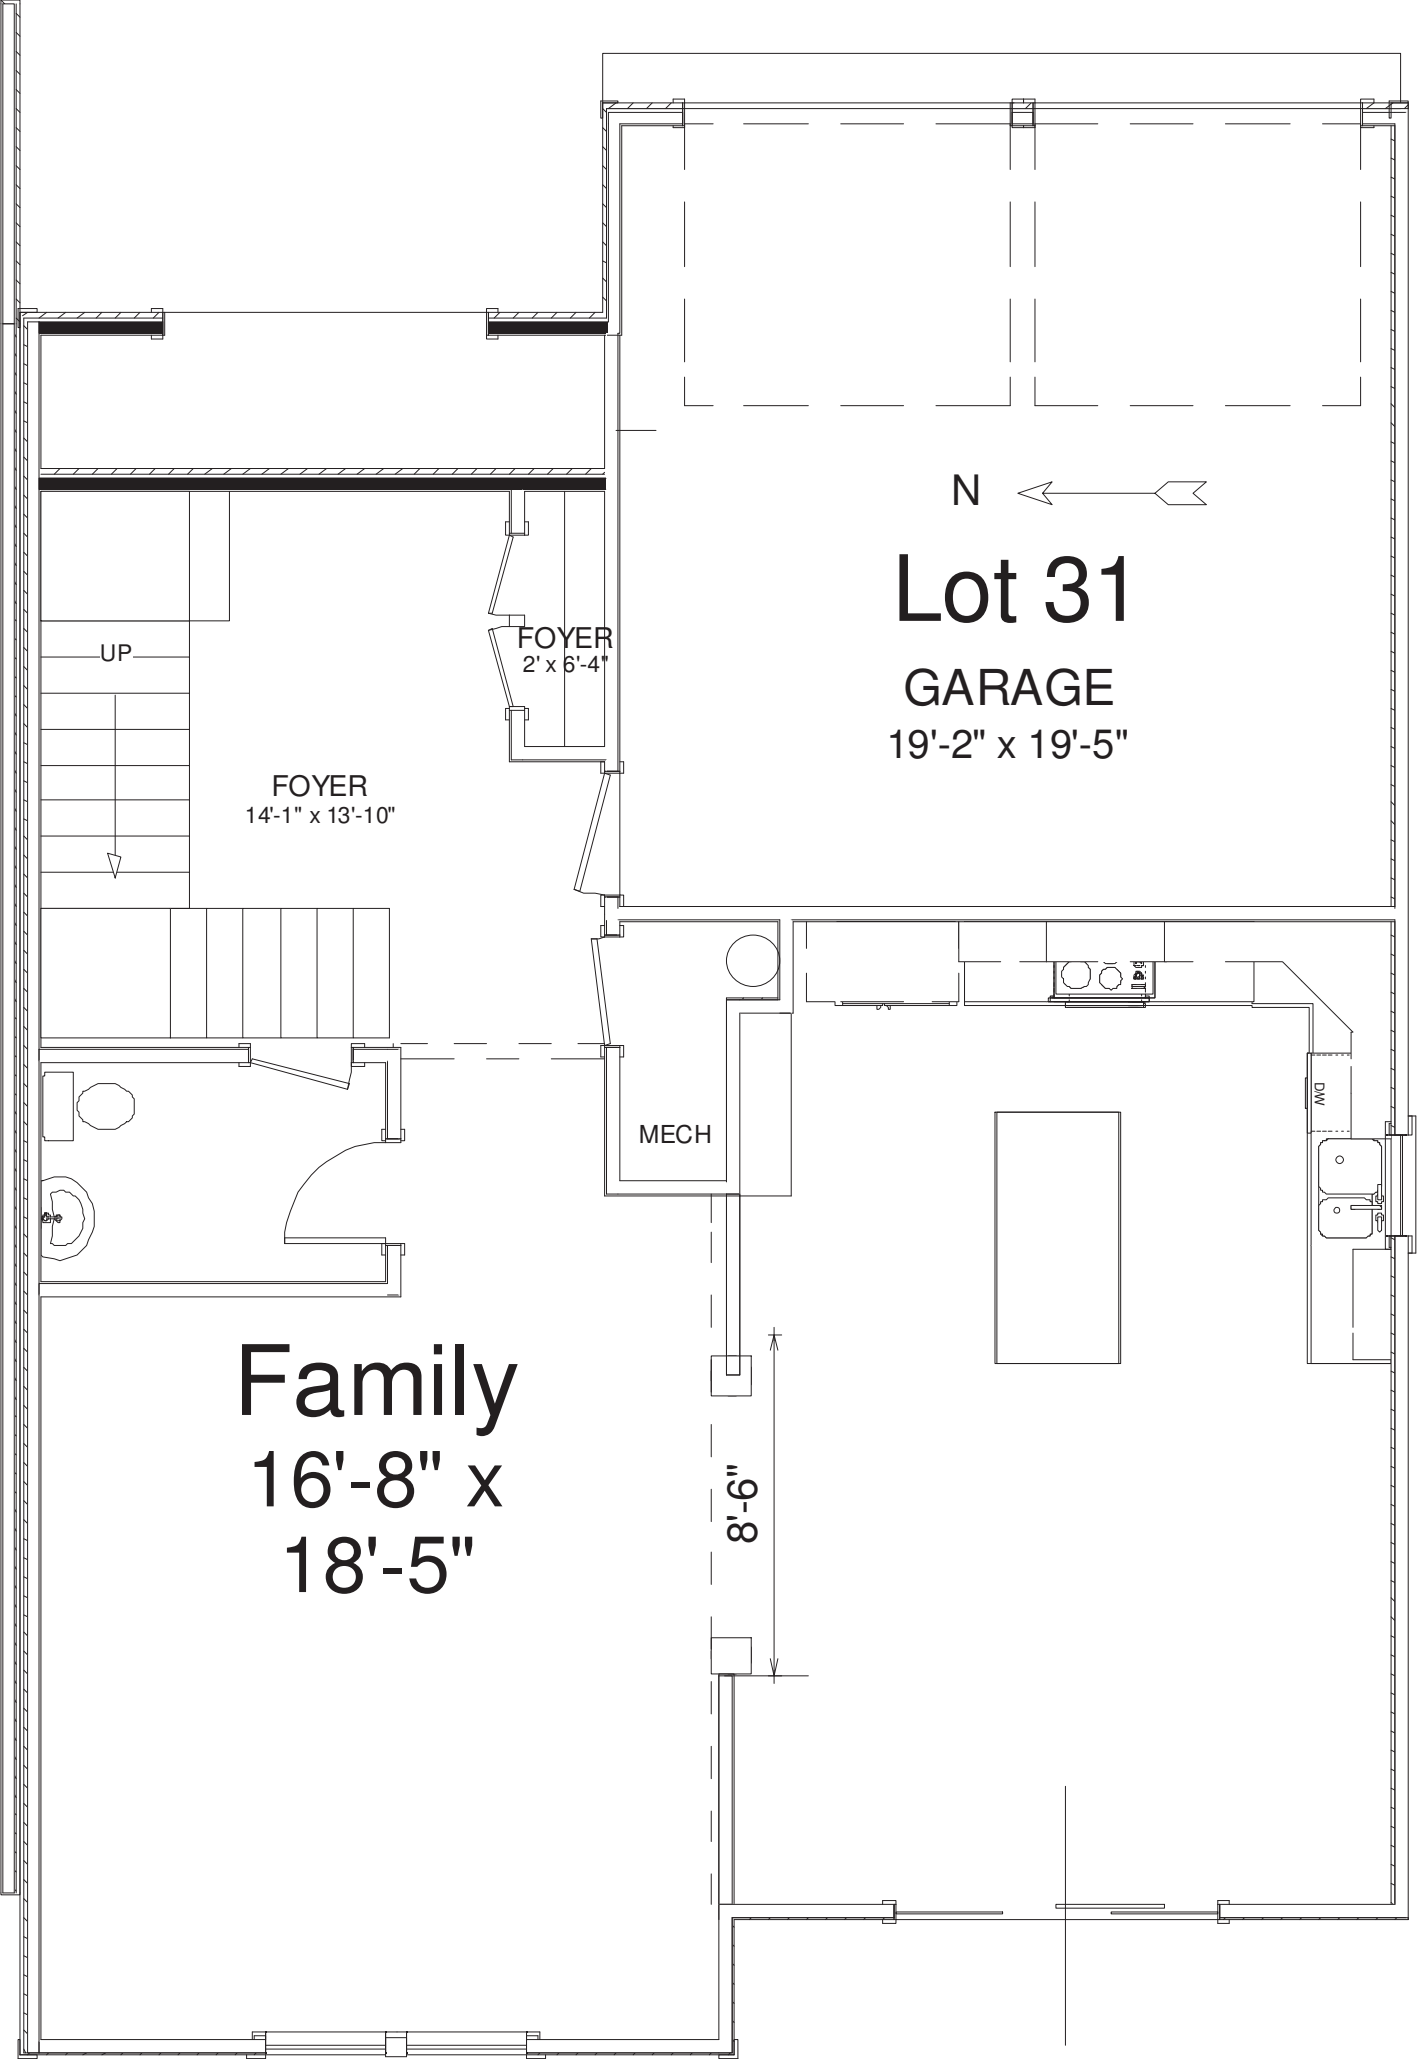 N
Lot 31
GARAGE
19'-2" x 19'-5"
UP
FOYER
2' x 6'-4"
FOYER
14'-1" x 13'-10"
DW
MECH
Family
16'-8" x
18'-5"
8'-6"